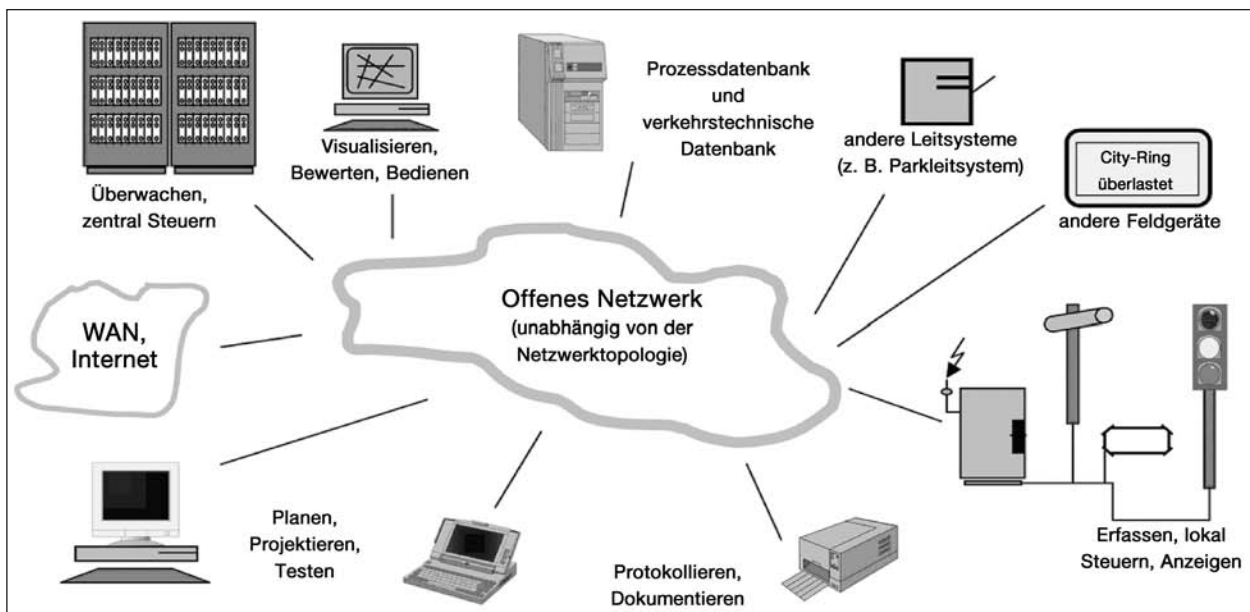 Überwachen,
zentral Steuern
Visualisieren,
Bewerten, Bedienen
Prozessdatenbank
und
verkehrstechnische
Datenbank
andere Leitsysteme
(z. B. Parkleitsystem)
City-Ring
überlastet
andere Feldgeräte
WAN,
Internet
Offenes Netzwerk
(unabhängig von der
Netzwerktopologie)
Planen,
Projektieren,
Testen
Protokollieren,
Dokumentieren
Erfassen, lokal
Steuern, Anzeigen